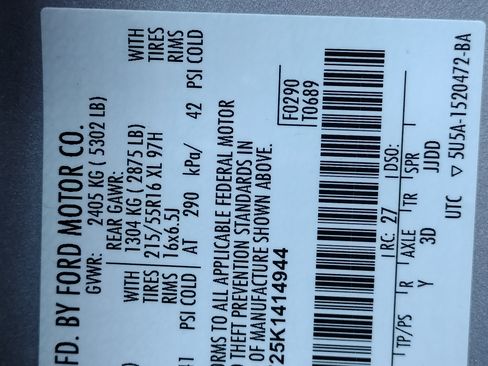 FD. BY FORD MOTOR CO.
GVWR: 2405 KG ( 5302 LB)
REAR GAWR:
WITH 1304 KG ( 2875 LB) WITH
TIRES 215/55R16 XL 97H TIRES
RIMS 16x6.5J RIMS
PSI COLD AT 290 kPa/ 42 PSI COLD
ORMS TO ALL APPLICABLE FEDERAL MOTOR
D THEFT PREVENTION STANDARDS IN
OF MANUFACTURE SHOWN ABOVE.
F0290
T0689
25K1414944
RC: 27 DSO:
TP/PS R AXLE TR SPR
Y 3D JJDD
UTC ▽ 5U5A-1520472-BA